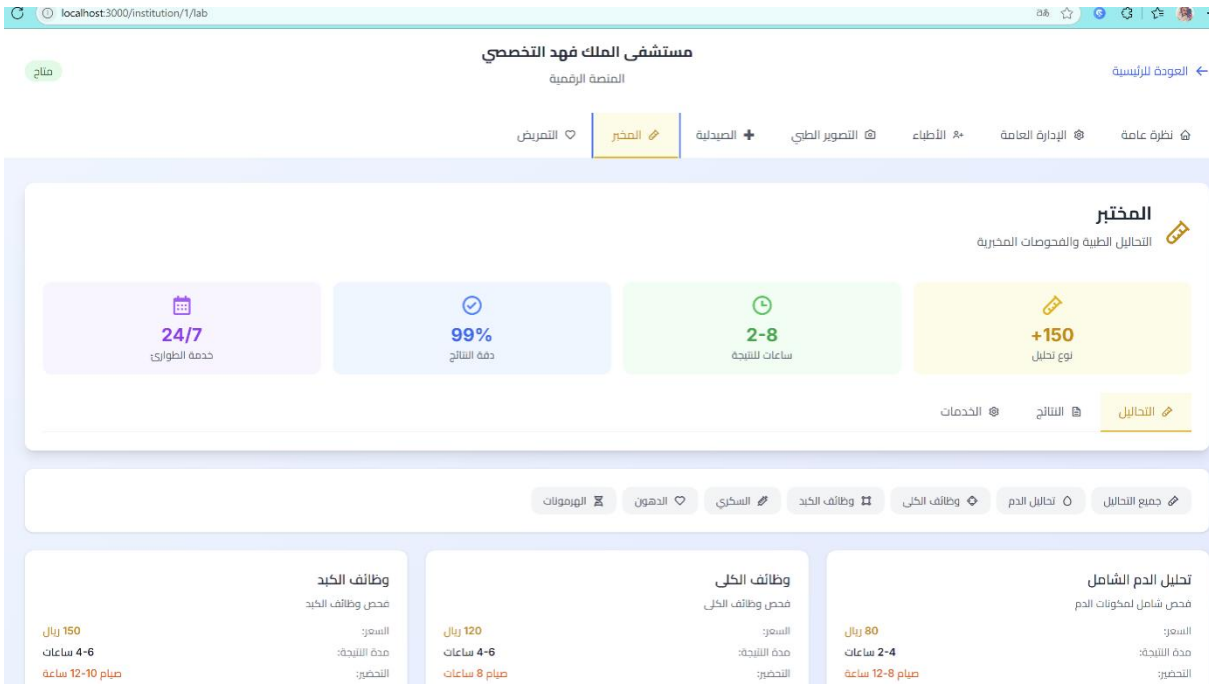 localhost:3000/institution/1/lab
مستشفى الملك فهد التخصصي
المنصة الرقمية
العودة للرئيسية
متاح
نظرة عامة
الإدارة العامة
الأطباء
التصوير الطبي
الصيدلية
المخبر
التمريض
المختبر
التحاليل الطبية والفحوصات المخبرية
+150
نوع تحليل
2-8
ساعات للنتيجة
99%
دقة النتائج
24/7
خدمة الطوارئ
التحاليل
النتائج
الخدمات
جميع التحاليل
تحاليل الدم
وظائف الكلى
وظائف الكبد
السكري
الدهون
الهرمونات
تحليل الدم الشامل
فحص شامل لمكونات الدم
السعر: 80 ريال
مدة النتيجة: 2-4 ساعات
التحضير: صيام 8-12 ساعة
وظائف الكلى
فحص وظائف الكلى
السعر: 120 ريال
مدة النتيجة: 4-6 ساعات
التحضير: صيام 8 ساعات
وظائف الكبد
فحص وظائف الكبد
السعر: 150 ريال
مدة النتيجة: 4-6 ساعات
التحضير: صيام 10-12 ساعة